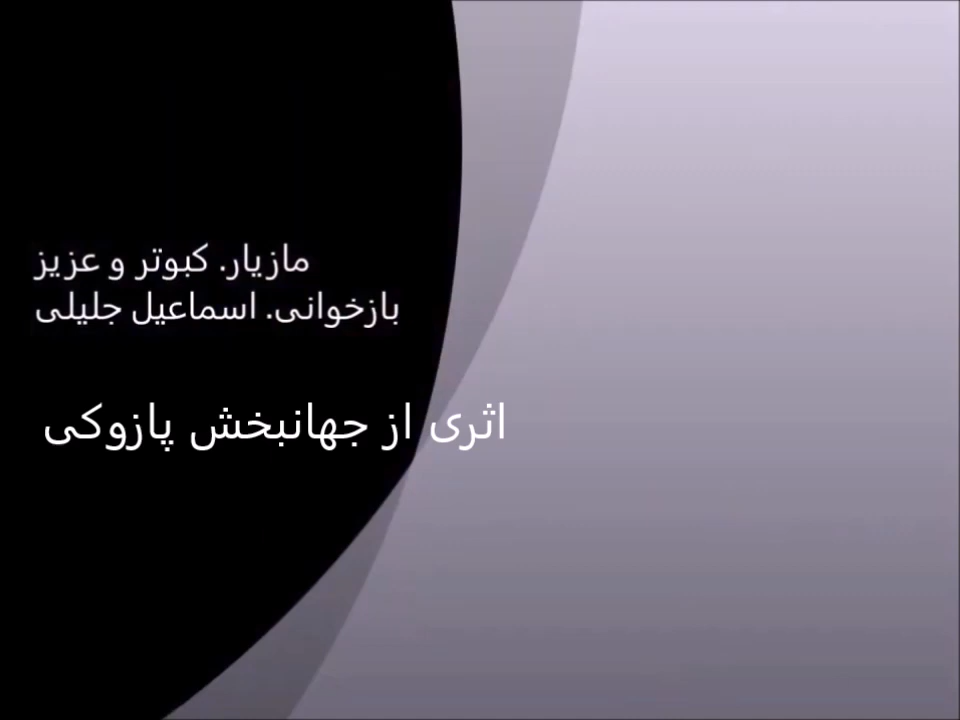 مازیار. کبوتر و عزیز
بازخوانی. اسماعیل جلیلی
اثری از جهانبخش پازوکی